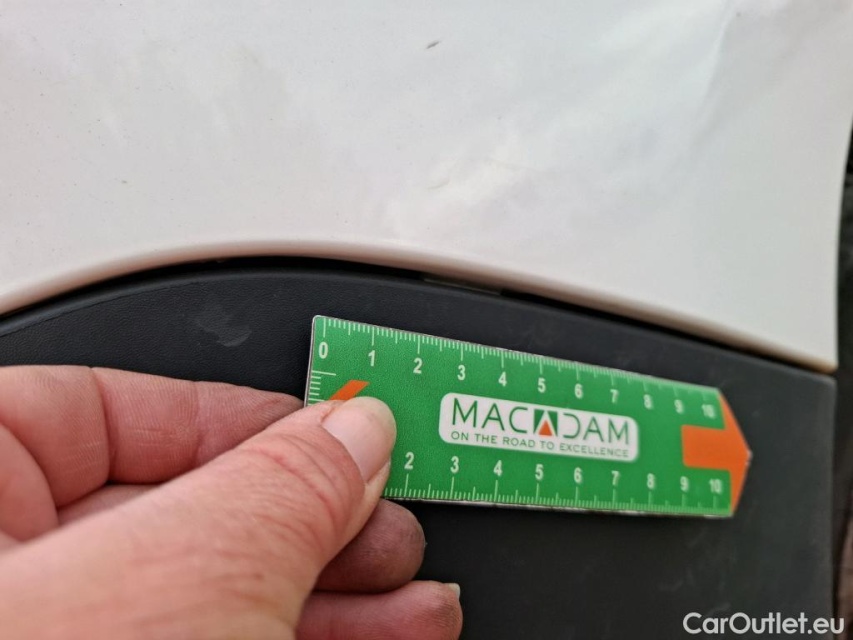 0 1 2 3 4 5 6 7 8 9 10
MACADAM
ON THE ROAD TO EXCELLENCE
2 3 4 5 6 7 8 9 10
CarOutlet.eu